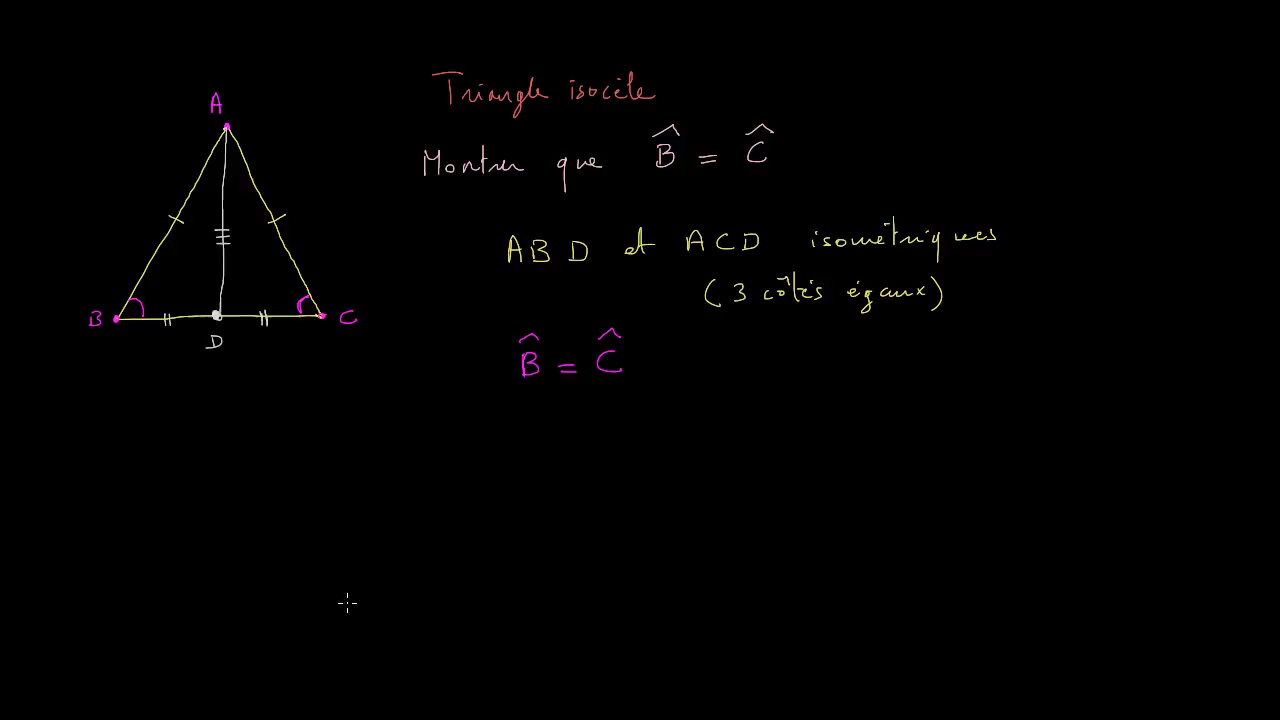 Triangle isocèle
A
Montrer que B̂ = Ĉ
ABD et ACD isométriques
(3 côtés égaux)
B
C
D
B̂ = Ĉ